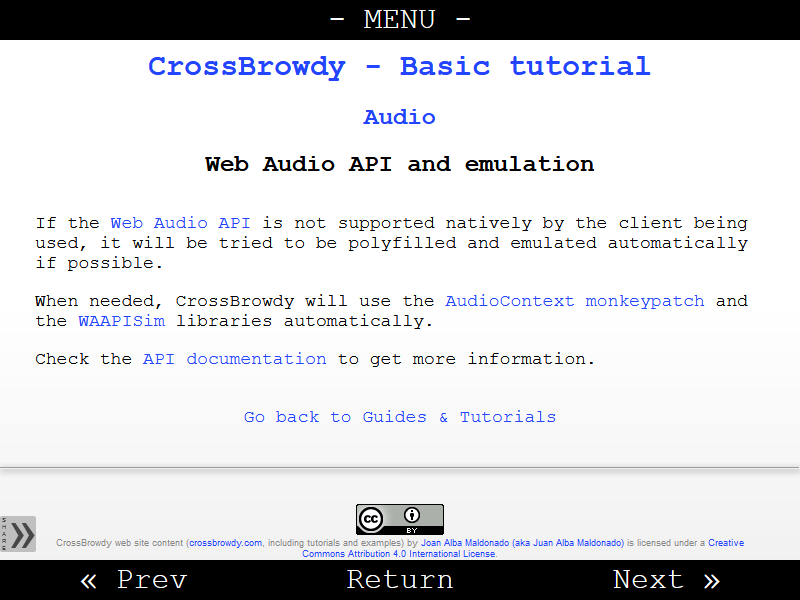 - MENU -
CrossBrowdy - Basic tutorial
Audio
Web Audio API and emulation
If the Web Audio API is not supported natively by the client being
used, it will be tried to be polyfilled and emulated automatically
if possible.
When needed, CrossBrowdy will use the AudioContext monkeypatch and
the WAAPISim libraries automatically.
Check the API documentation to get more information.
Go back to Guides & Tutorials
cc BY
SHARE »
CrossBrowdy web site content (crossbrowdy.com, including tutorials and examples) by Joan Alba Maldonado (aka Juan Alba Maldonado) is licensed under a Creative
Commons Attribution 4.0 International License.
« Prev Return Next »